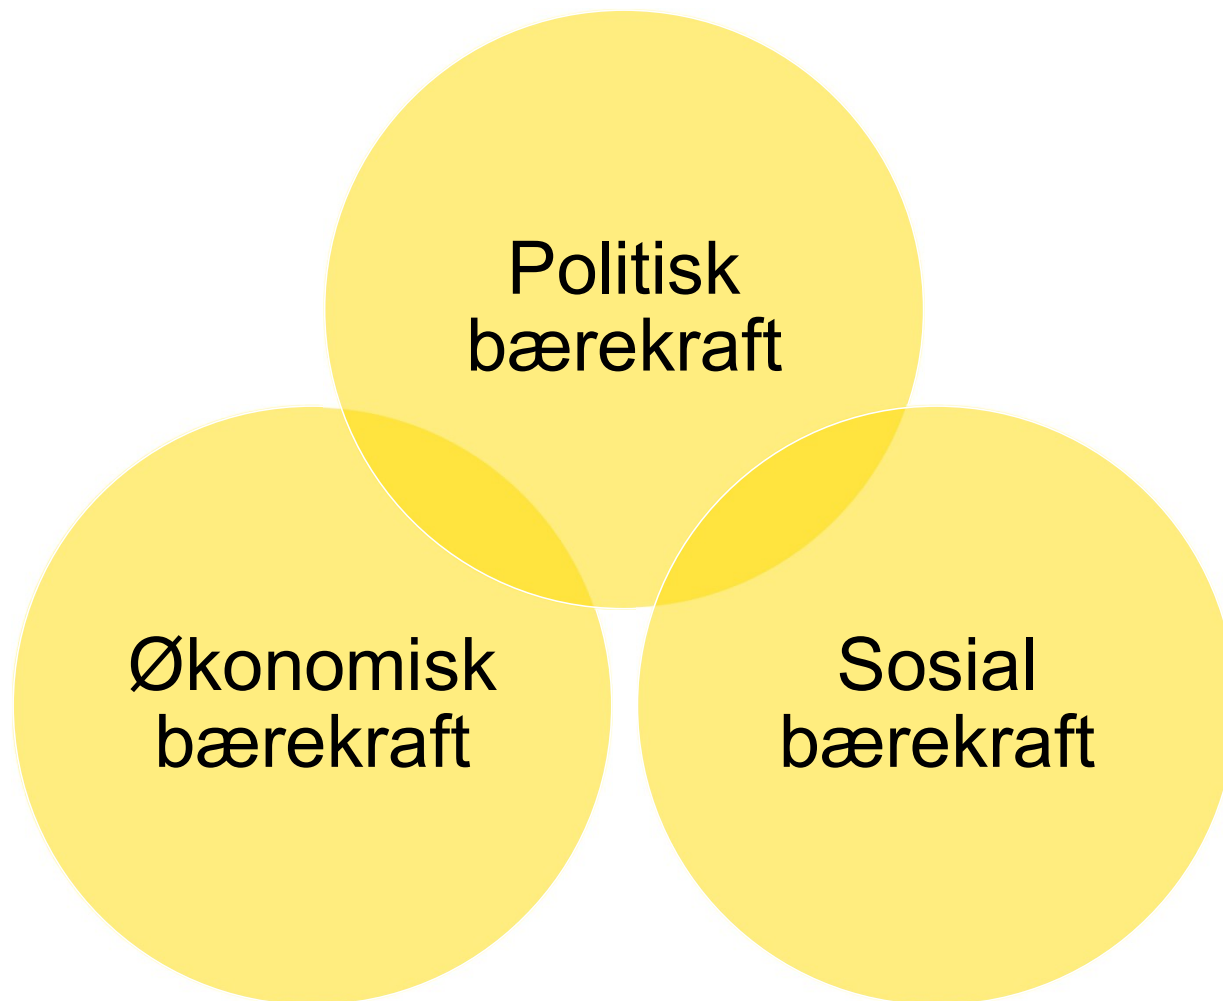 Politisk
bærekraft
Økonomisk
bærekraft
Sosial
bærekraft